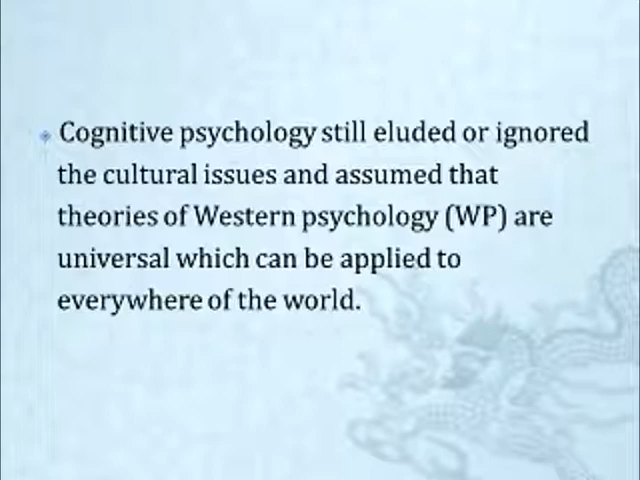 Cognitive psychology still eluded or ignored
the cultural issues and assumed that
theories of Western psychology (WP) are
universal which can be applied to
everywhere of the world.